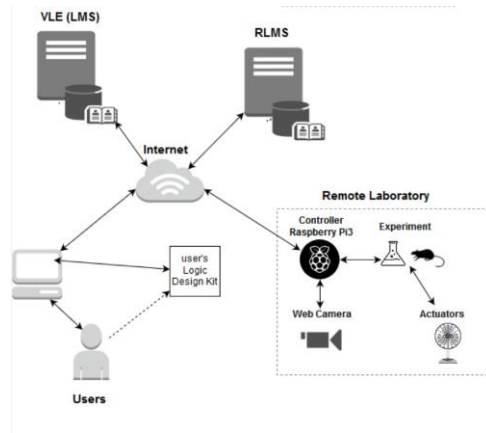 VLE (LMS)
RLMS
Internet
Remote Laboratory
Controller
Raspberry Pi3
Experiment
user's
Logic
Design Kit
Web Camera
Actuators
Users